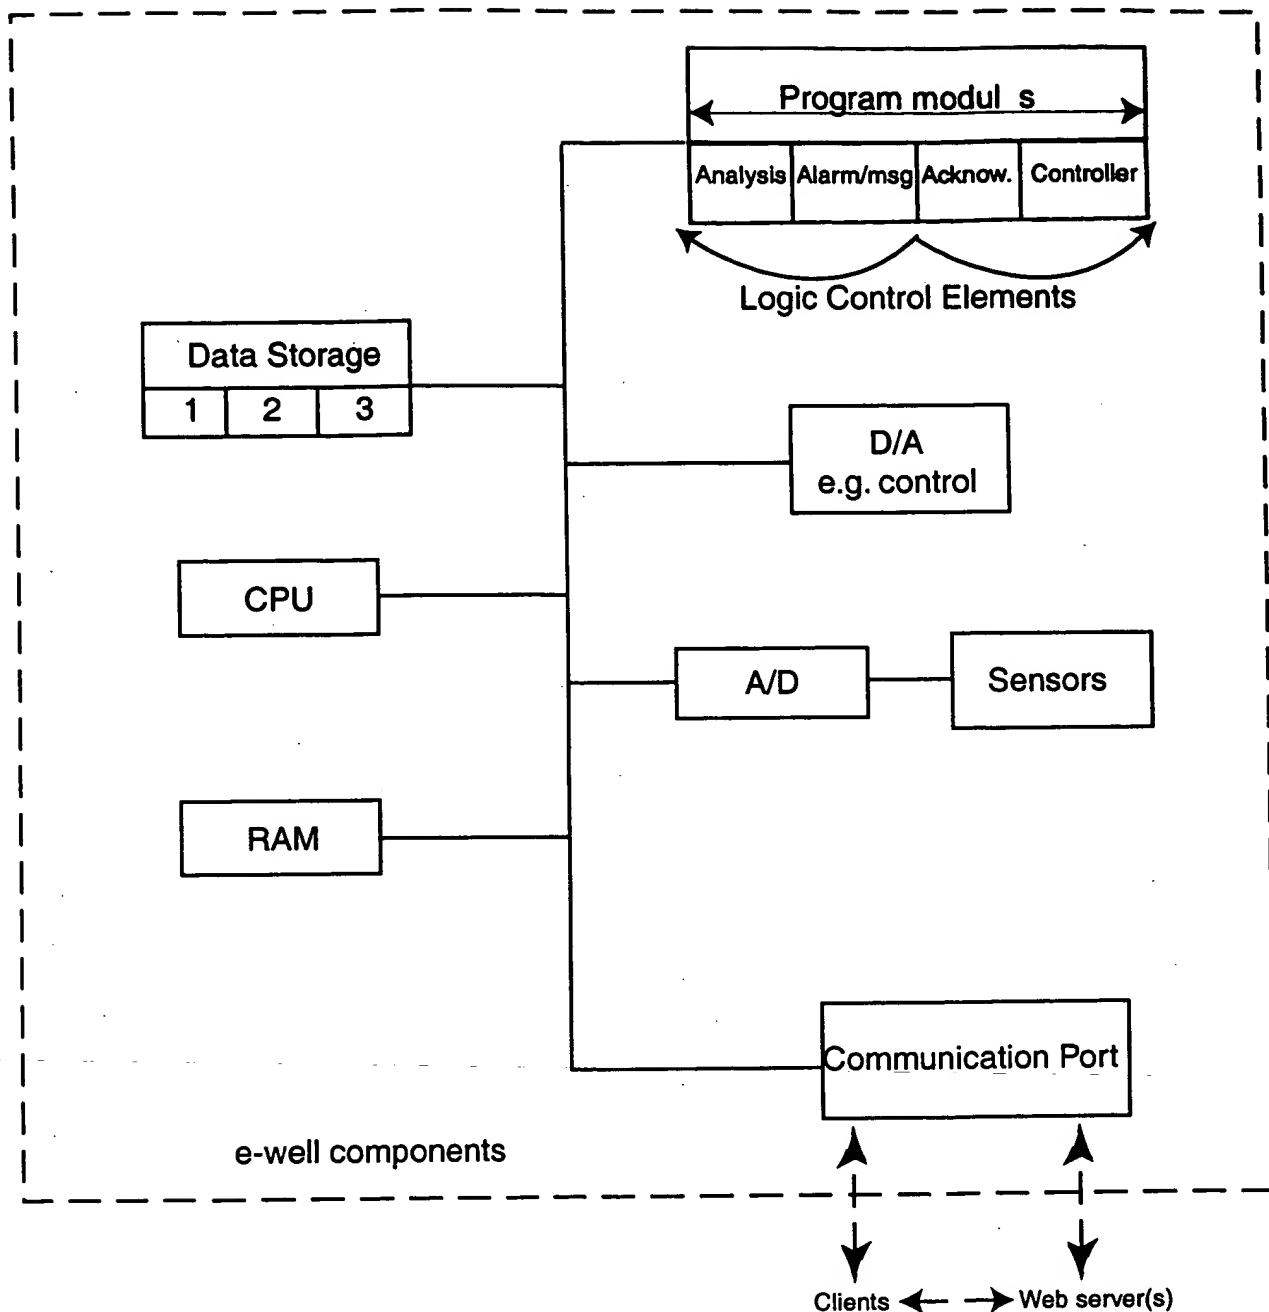 Program modul s
Analysis Alarm/msg Acknow. Controller
Logic Control Elements
Data Storage
1 2 3
D/A
e.g. control
CPU
A/D
Sensors
RAM
Communication Port
e-well components
Clients
Web server(s)